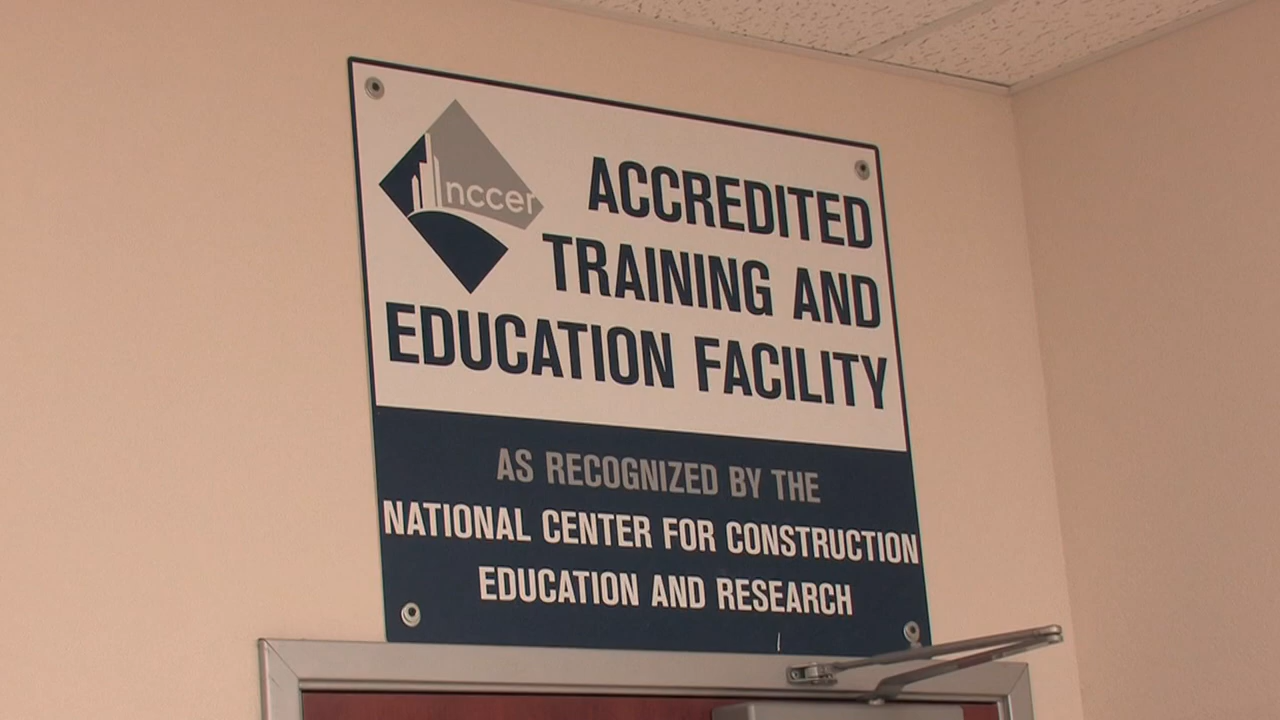 nccer
ACCREDITED
TRAINING AND
EDUCATION FACILITY
AS RECOGNIZED BY THE
NATIONAL CENTER FOR CONSTRUCTION
EDUCATION AND RESEARCH